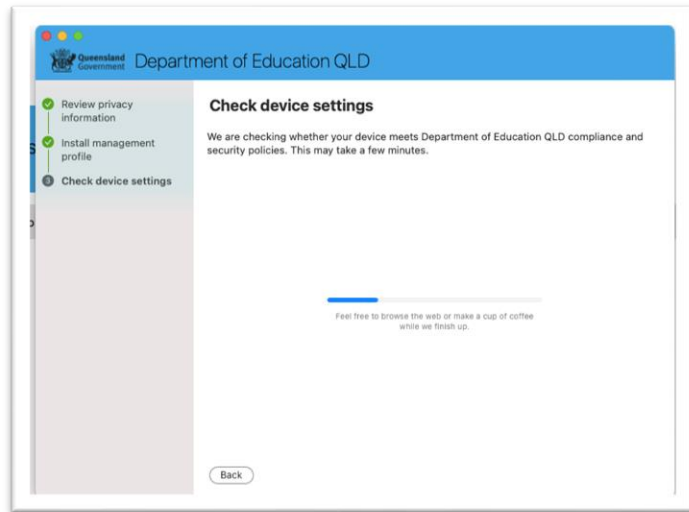 Queensland
Government
Department of Education QLD
Review privacy
information
Install management
profile
3
Check device settings
Check device settings
We are checking whether your device meets Department of Education QLD compliance and
security policies. This may take a few minutes.
Feel free to browse the web or make a cup of coffee
while we finish up.
Back